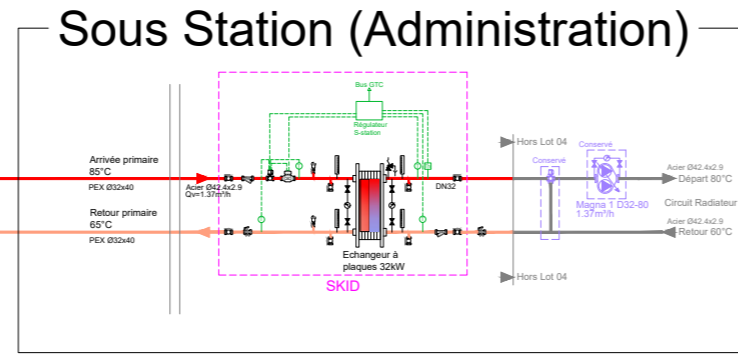 Sous Station (Administration)
Bus GTC
Régulateur
S-station
Hors Lot 04
Conservé
Conservé
Arrivée primaire
85°C
PEX Ø32x40
Acier Ø42.4x2.9
Qv=1.37m³/h
DN32
Acier Ø42.4x2.9
Départ 80°C
Magna 1 D32-80
1.37m³/h
Circuit Radiateur
Retour primaire
65°C
PEX Ø32x40
Acier Ø42.4x2.9
Retour 60°C
Echangeur à
plaques 32kW
SKID
Hors Lot 04